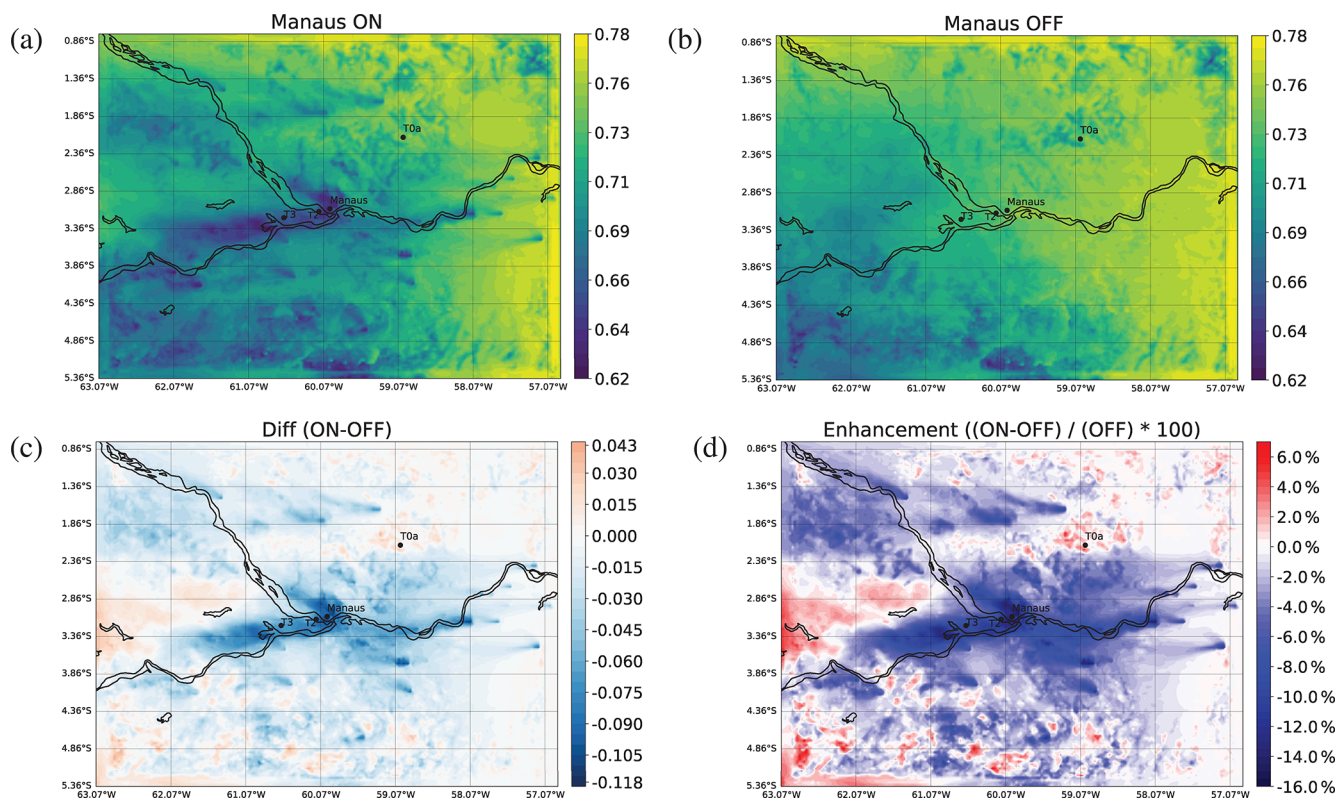 (a)
Manaus ON
0.86°S
1.36°S
1.86°S
2.36°S
2.86°S
3.36°S
3.86°S
4.36°S
4.86°S
5.36°S
63.07°W 62.07°W 61.07°W 60.07°W 59.07°W 58.07°W 57.07°W
T0a
Manaus
T3
T2
0.78
0.76
0.73
0.71
0.69
0.66
0.64
0.62
(b)
Manaus OFF
0.86°S
1.36°S
1.86°S
2.36°S
2.86°S
3.36°S
3.86°S
4.36°S
4.86°S
5.36°S
63.07°W 62.07°W 61.07°W 60.07°W 59.07°W 58.07°W 57.07°W
T0a
Manaus
T3
T2
0.78
0.76
0.73
0.71
0.69
0.66
0.64
0.62
(c)
Diff (ON-OFF)
0.86°S
1.36°S
1.86°S
2.36°S
2.86°S
3.36°S
3.86°S
4.36°S
4.86°S
5.36°S
63.07°W 62.07°W 61.07°W 60.07°W 59.07°W 58.07°W 57.07°W
T0a
Manaus
T3
T2
0.043
0.030
0.015
0.000
-0.015
-0.030
-0.045
-0.060
-0.075
-0.090
-0.105
-0.118
(d)
Enhancement ((ON-OFF) / (OFF) * 100)
0.86°S
1.36°S
1.86°S
2.36°S
2.86°S
3.36°S
3.86°S
4.36°S
4.86°S
5.36°S
63.07°W 62.07°W 61.07°W 60.07°W 59.07°W 58.07°W 57.07°W
T0a
Manaus
T3
T2
6.0 %
4.0 %
2.0 %
0.0 %
-2.0 %
-4.0 %
-6.0 %
-8.0 %
-10.0 %
-12.0 %
-14.0 %
-16.0 %